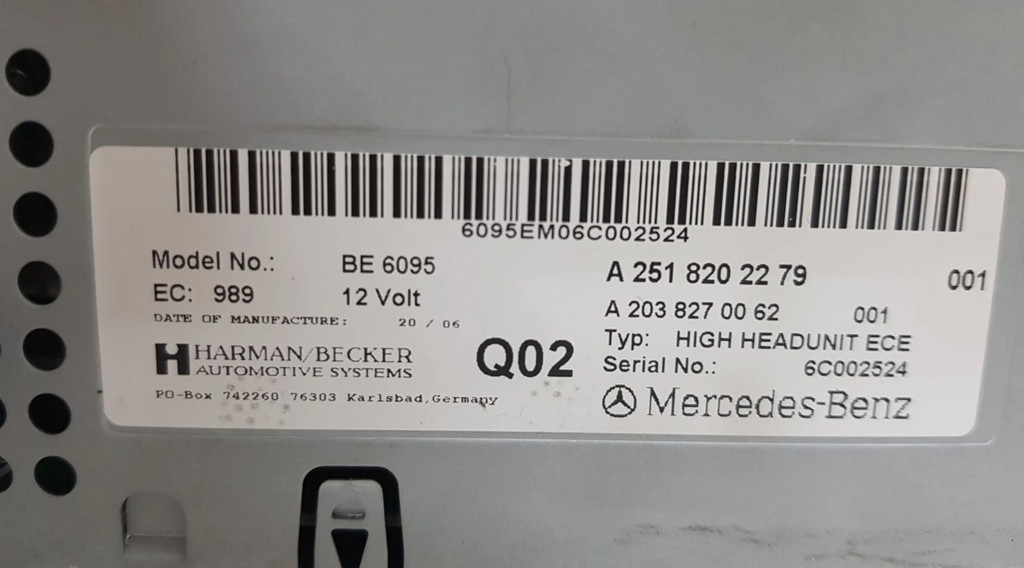 6095EM06C002524
Model No.: BE 6095
EC: 989 12 Volt
DATE OF MANUFACTURE: 20 / 06
HARMAN/BECKER
AUTOMOTIVE SYSTEMS
PO-Box 742260 76303 Karlsbad,Germany
Q02
A 251 820 22 79 001
A 203 827 00 62 001
Typ: HIGH HEADUNIT ECE
Serial No.: 6C002524
Mercedes-Benz